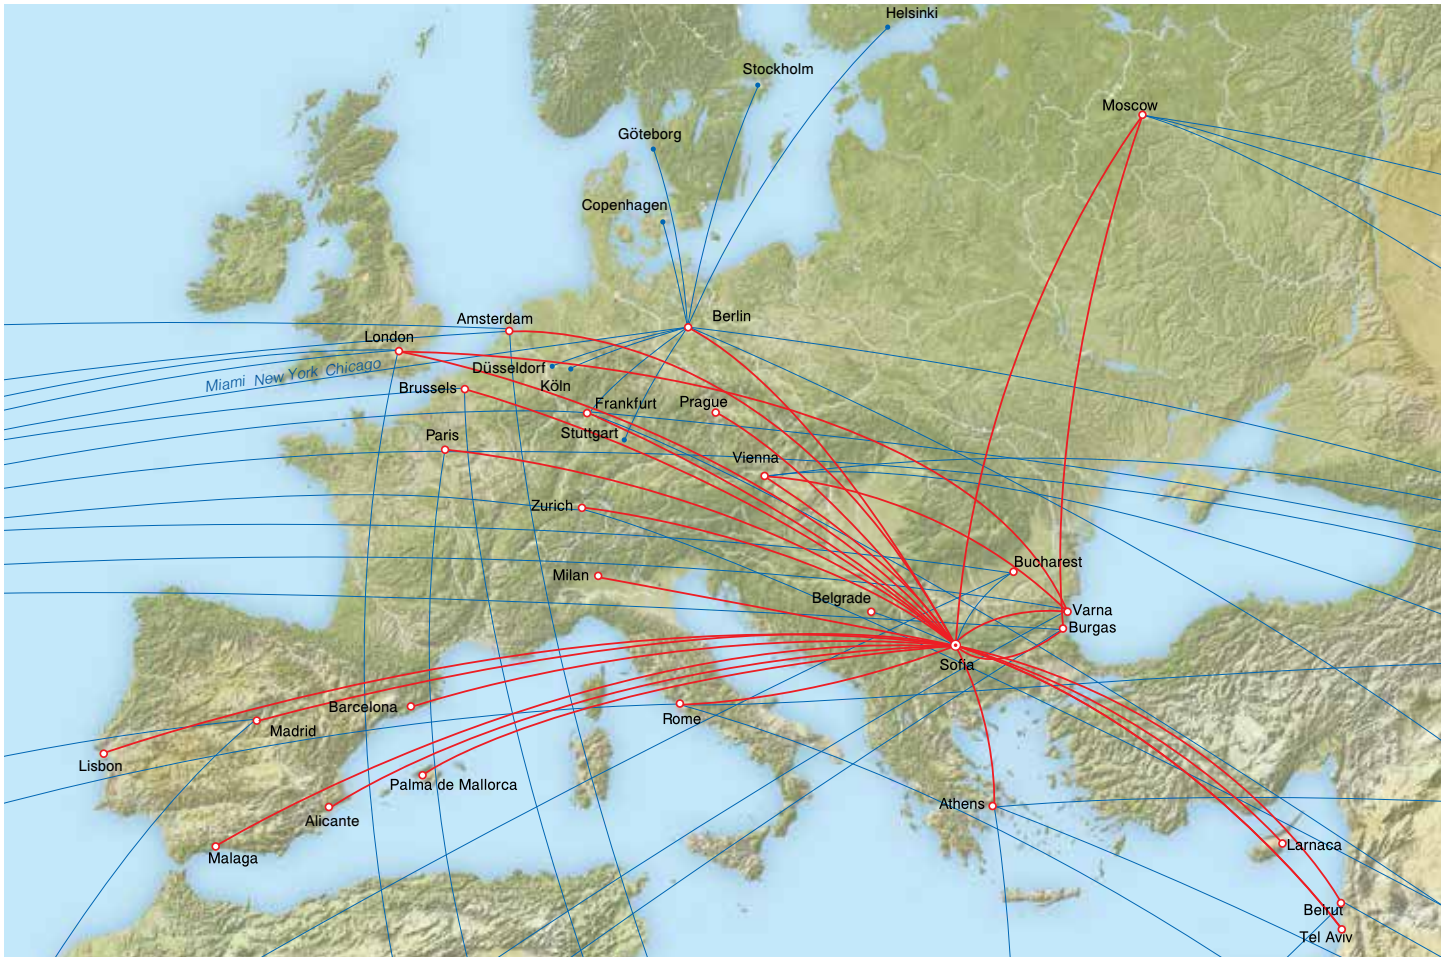 Helsinki
Stockholm
Moscow
Göteborg
Copenhagen
Berlin
Amsterdam
London
Miami New York Chicago
Düsseldorf
Köln
Brussels
Frankfurt
Prague
Stuttgart
Paris
Vienna
Zurich
Bucharest
Milan
Belgrade
Varna
Burgas
Sofia
Barcelona
Rome
Madrid
Lisbon
Palma de Mallorca
Athens
Alicante
Larnaca
Malaga
Beirut
Tel Aviv